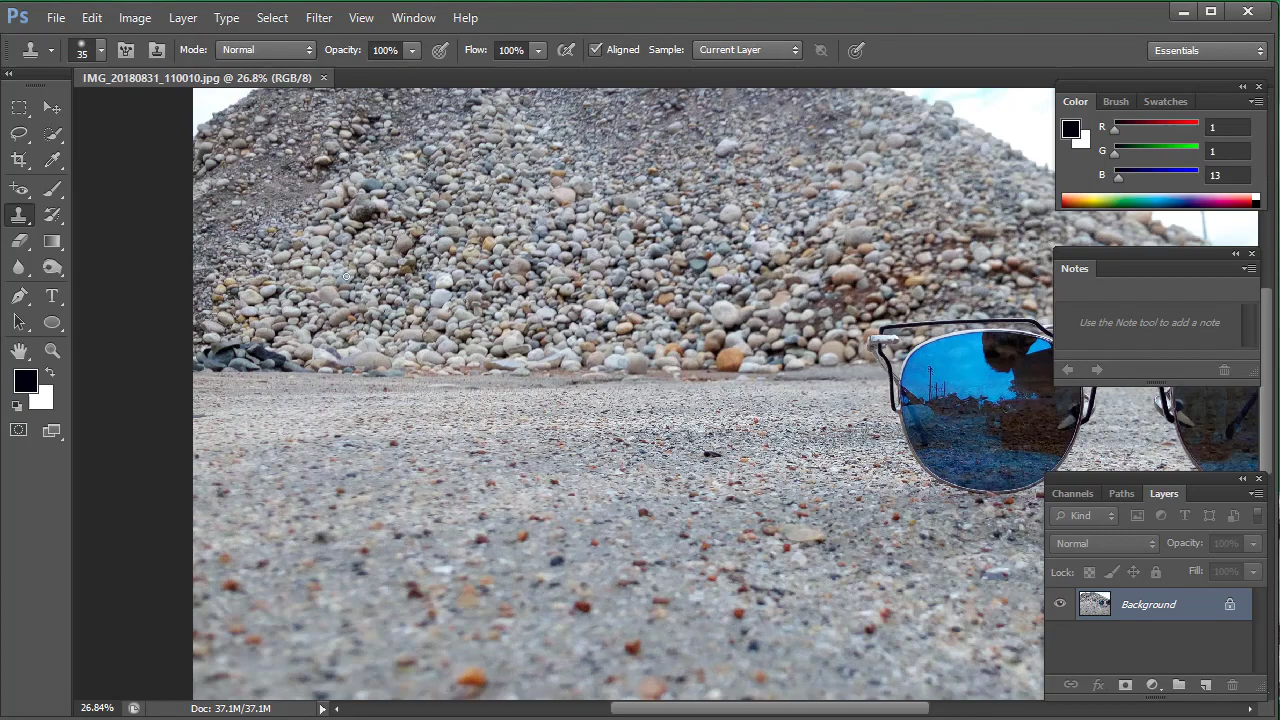 Ps File Edit Image Layer Type Select Filter View Window Help
35 Mode: Normal Opacity: 100% Flow: 100% Aligned Sample: Current Layer Essentials
IMG_20180831_110010.jpg @ 26.8% (RGB/8) ×
Color Brush Swatches
R 1
G 1
B 13
Notes
Use the Note tool to add a note
Channels Paths Layers
Kind
Normal Opacity: 100%
Lock: Fill: 100%
Background
26.84% Doc: 37.1M/37.1M